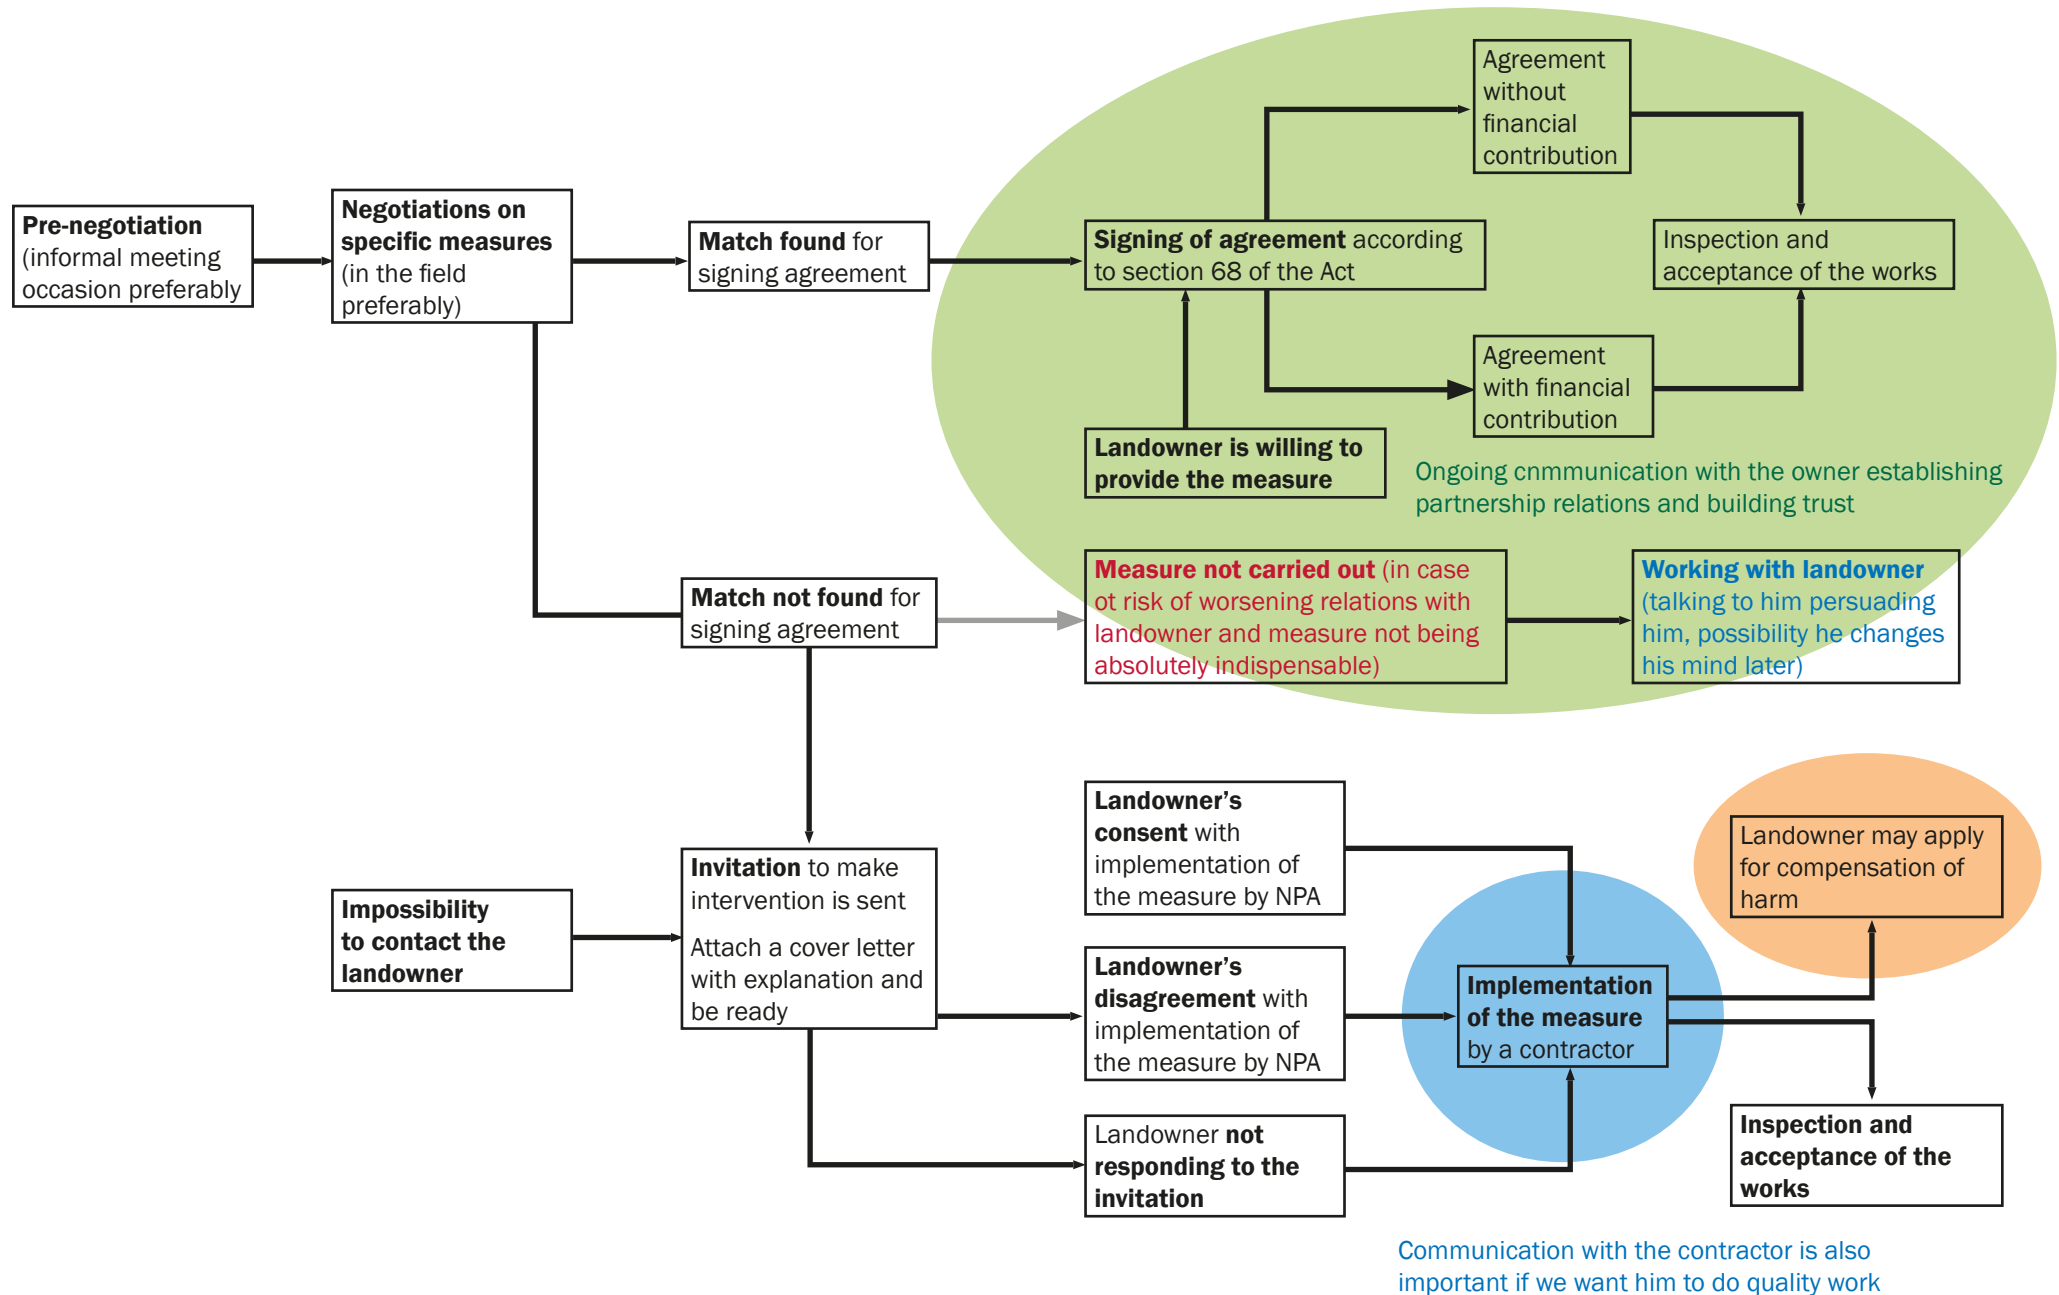 Pre-negotiation
(informal meeting
occasion preferably)
Negotiations on
specific measures
(in the field
preferably)
Match found for
signing agreement
Signing of agreement according
to section 68 of the Act
Agreement
without
financial
contribution
Inspection and
acceptance of the works
Agreement
with financial
contribution
Landowner is willing to
provide the measure
Ongoing cnmmunication with the owner establishing
partnership relations and building trust
Match not found for
signing agreement
Measure not carried out (in case
ot risk of worsening relations with
landowner and measure not being
absolutely indispensable)
Working with landowner
(talking to him persuading
him, possibility he changes
his mind later)
Impossibility
to contact the
landowner
Invitation to make
intervention is sent
Attach a cover letter
with explanation and
be ready
Landowner’s
consent with
implementation of
the measure by NPA
Landowner’s
disagreement with
implementation of
the measure by NPA
Landowner not
responding to the
invitation
Implementation
of the measure
by a contractor
Landowner may apply
for compensation of
harm
Inspection and
acceptance of the
works
Communication with the contractor is also
important if we want him to do quality work